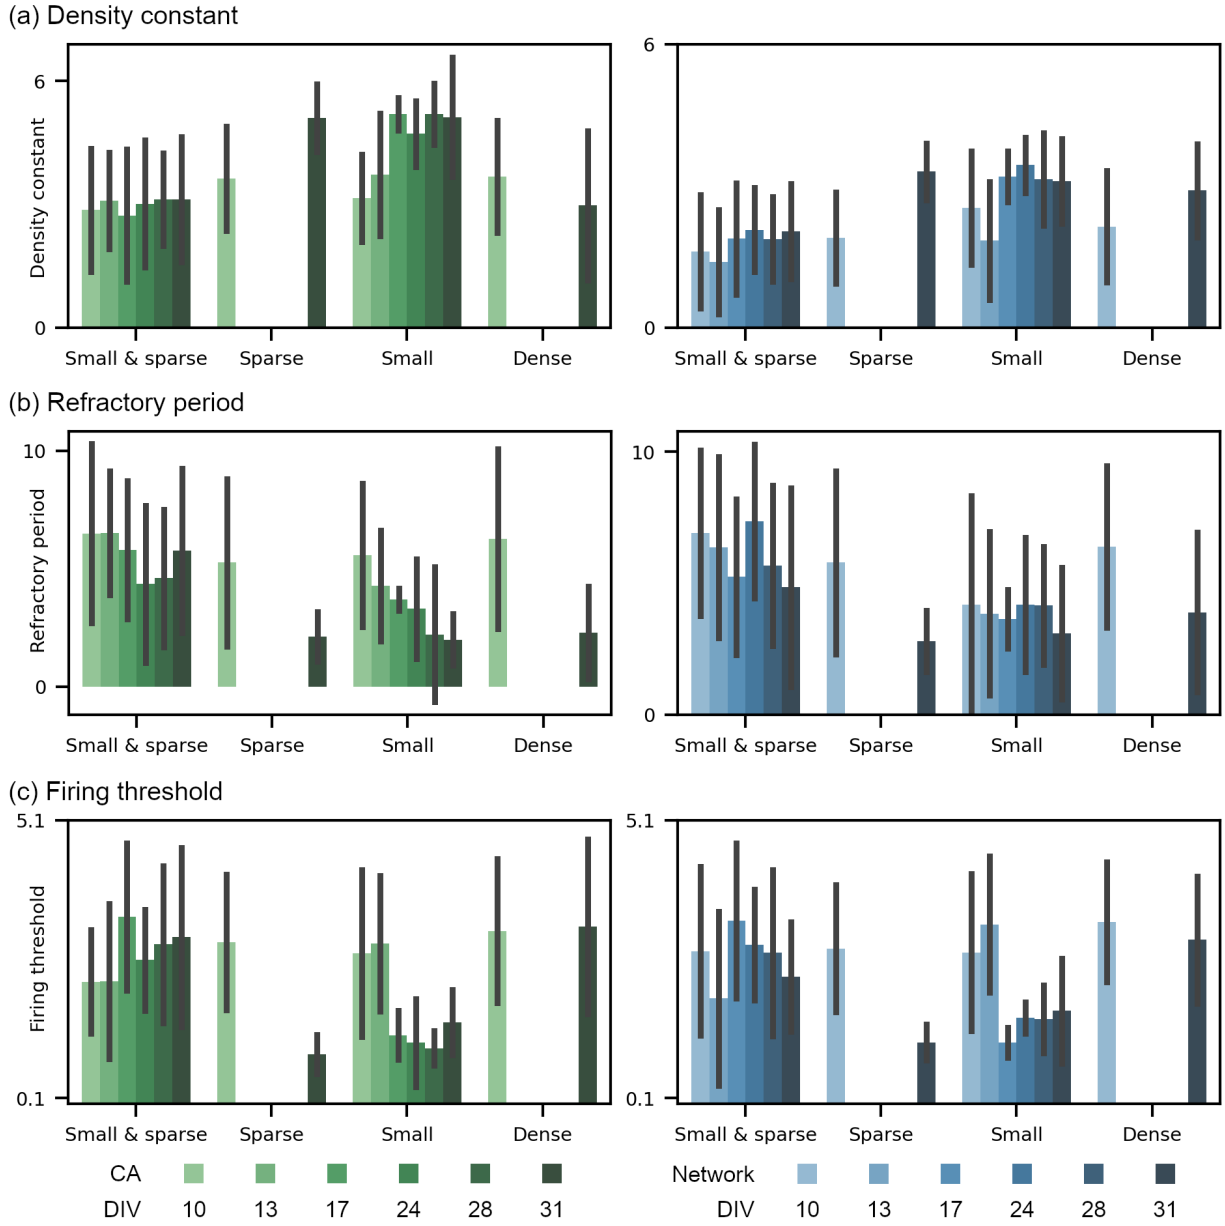 (a) Density constant
6
6
Density constant
0
0
Small & sparse Sparse Small Dense
Small & sparse Sparse Small Dense
(b) Refractory period
10
10
Refractory period
0
0
Small & sparse Sparse Small Dense
Small & sparse Sparse Small Dense
(c) Firing threshold
5.1
5.1
Firing threshold
0.1
0.1
Small & sparse Sparse Small Dense
Small & sparse Sparse Small Dense
CA
Network
DIV 10 13 17 24 28 31
DIV 10 13 17 24 28 31